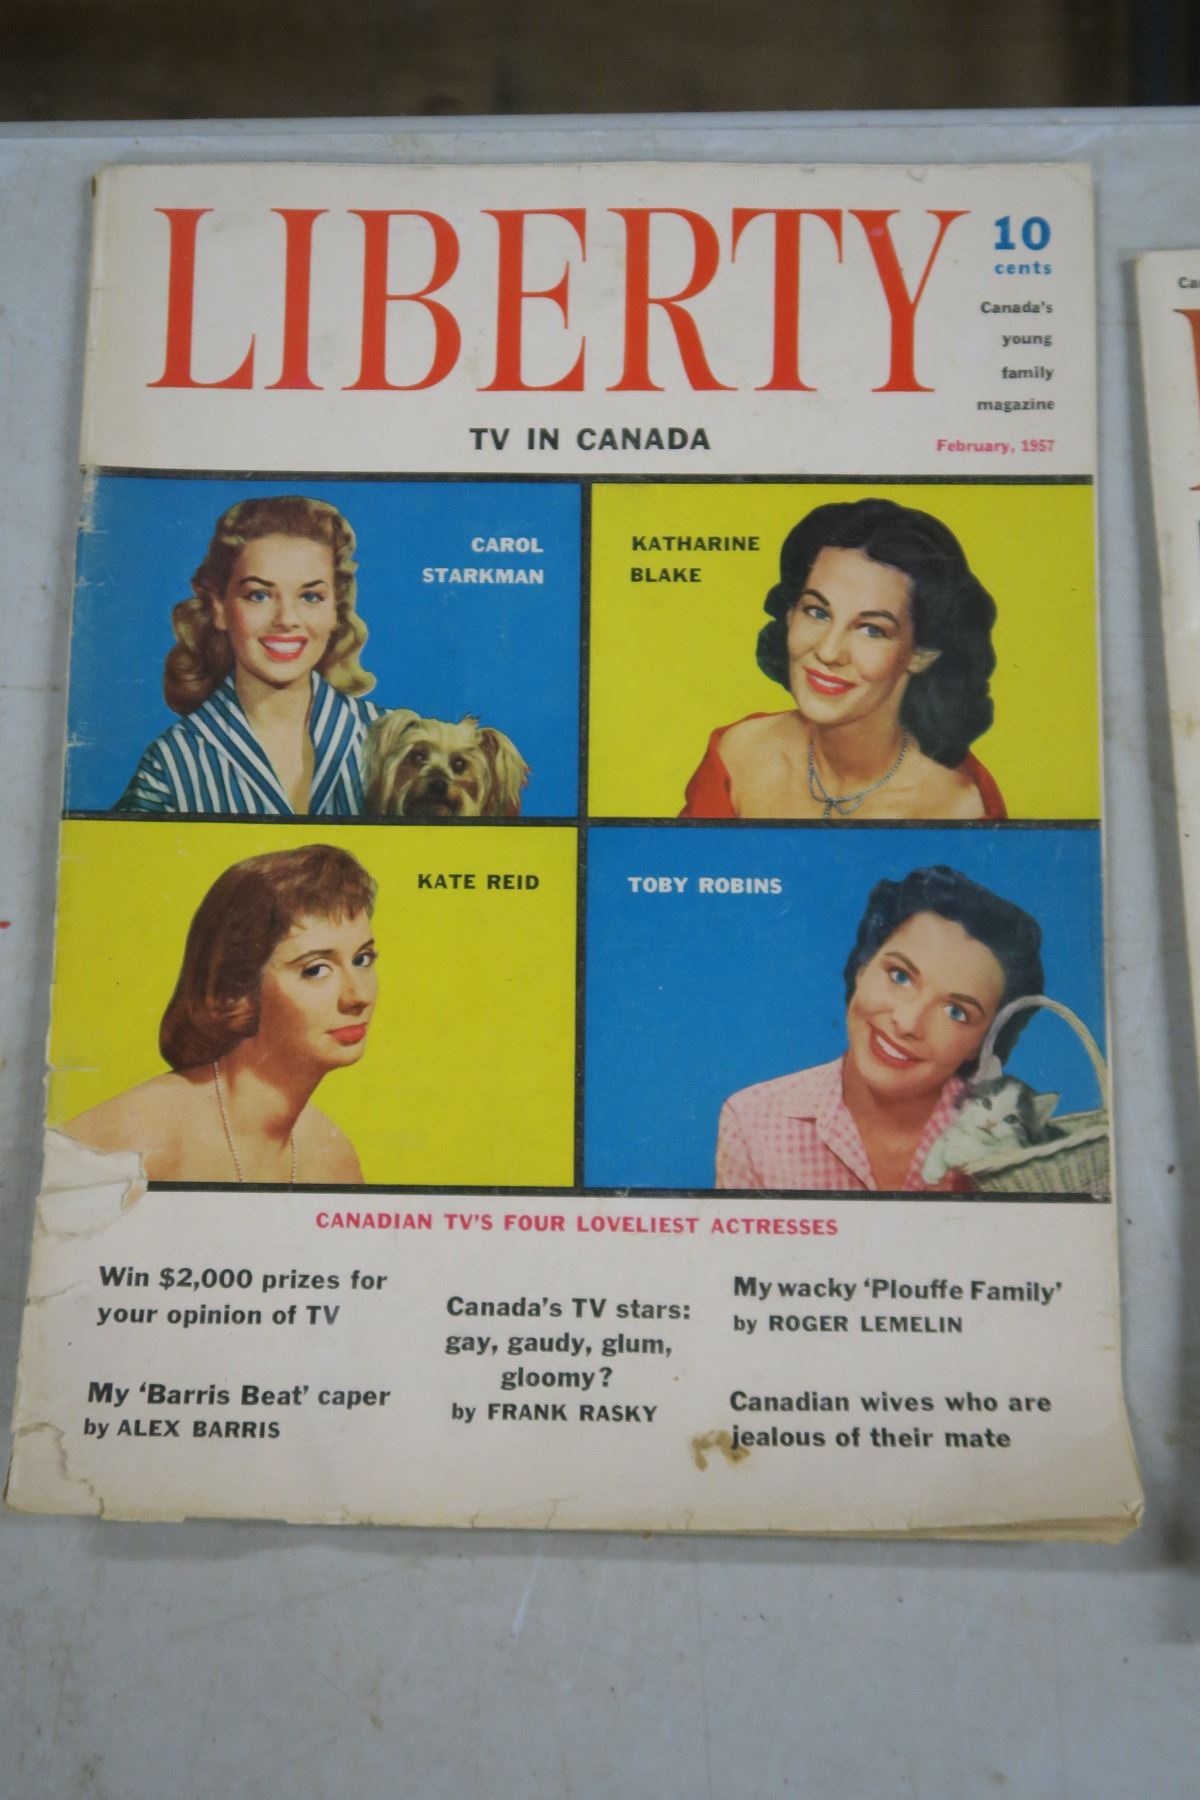 LIBERTY
10
cents
Canada's
young
family
magazine
TV IN CANADA
February, 1957
CAROL
STARKMAN
KATHARINE
BLAKE
KATE REID
TOBY ROBINS
CANADIAN TV'S FOUR LOVELIEST ACTRESSES
Win $2,000 prizes for
your opinion of TV
My 'Barris Beat' caper
by ALEX BARRIS
Canada's TV stars:
gay, gaudy, glum,
gloomy?
by FRANK RASKY
My wacky 'Plouffe Family'
by ROGER LEMELIN
Canadian wives who are
jealous of their mate